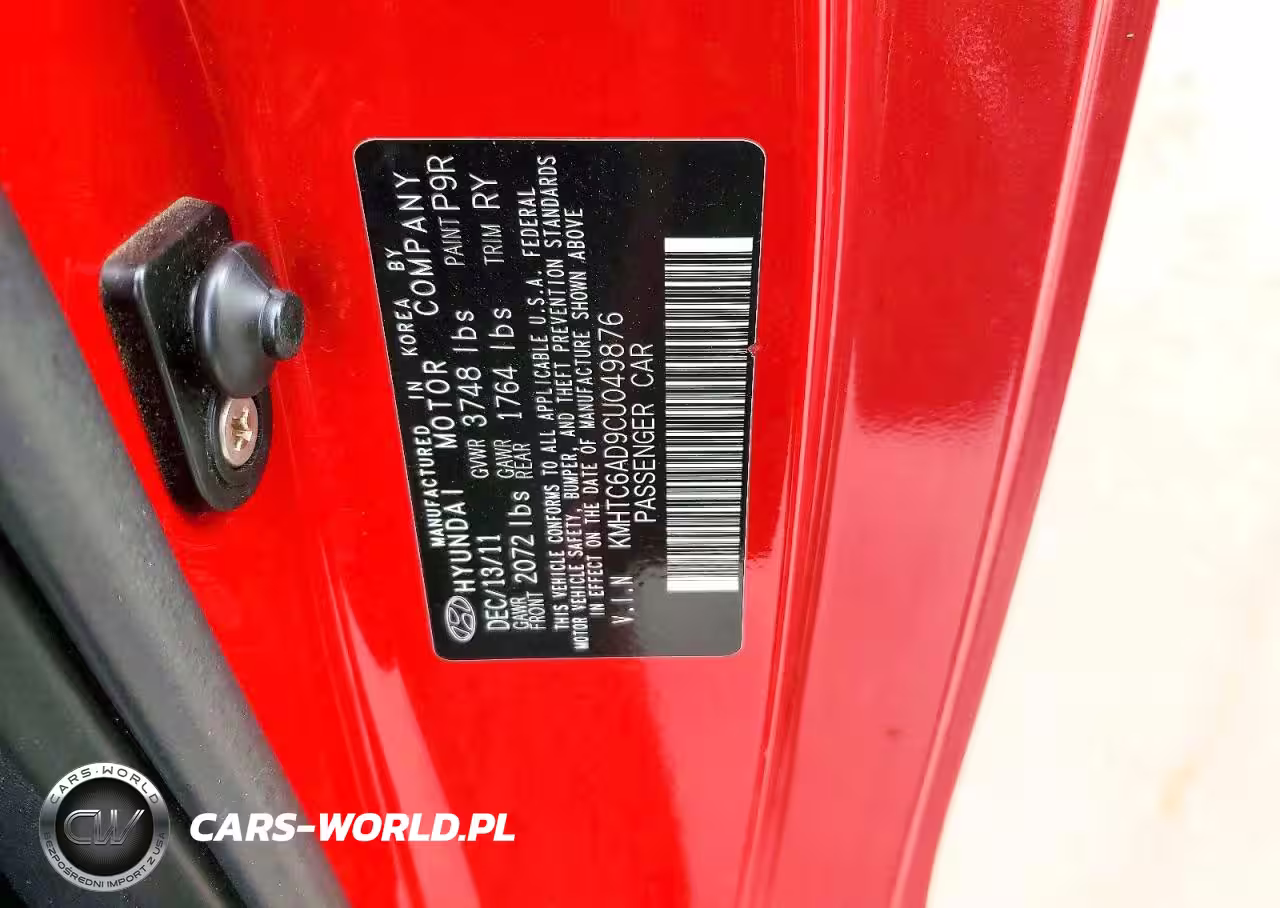 MANUFACTURED IN KOREA BY
HYUNDAI MOTOR COMPANY
DEC/13/11 GVWR 3748 lbs PAINT P9R
GAWR FRONT 2072 lbs GAWR REAR 1764 lbs TRIM RY
THIS VEHICLE CONFORMS TO ALL APPLICABLE U.S.A. FEDERAL
MOTOR VEHICLE SAFETY, BUMPER, AND THEFT PREVENTION STANDARDS
IN EFFECT ON THE DATE OF MANUFACTURE SHOWN ABOVE
V.I.N KMHTC6AD9CU049876
PASSENGER CAR
CARS-WORLD
CW
BEZPOŚREDNI IMPORT Z USA
CARS-WORLD.PL